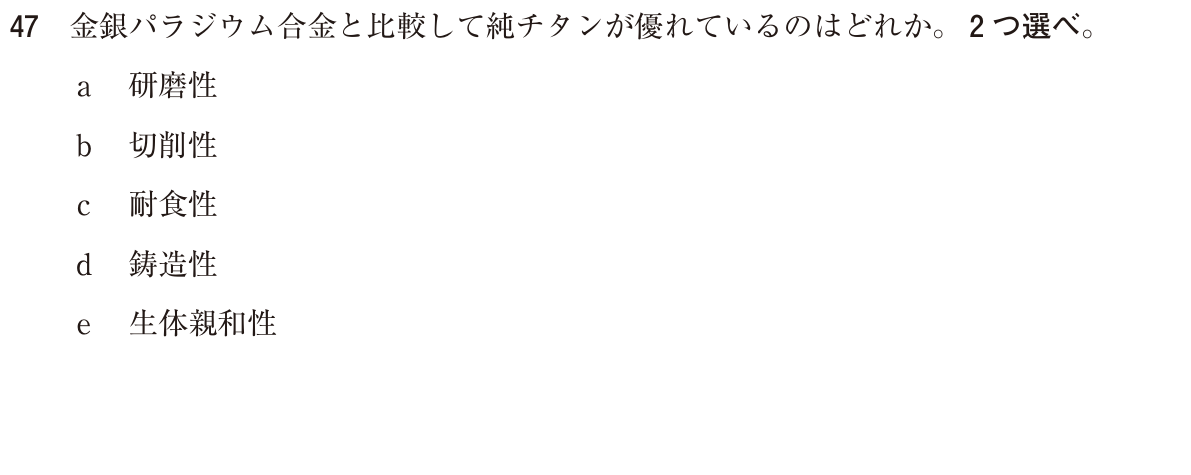 47 金銀パラジウム合金と比較して純チタンが優れているのはどれか。2つ選べ。
a 研磨性
b 切削性
c 耐食性
d 鋳造性
e 生体親和性